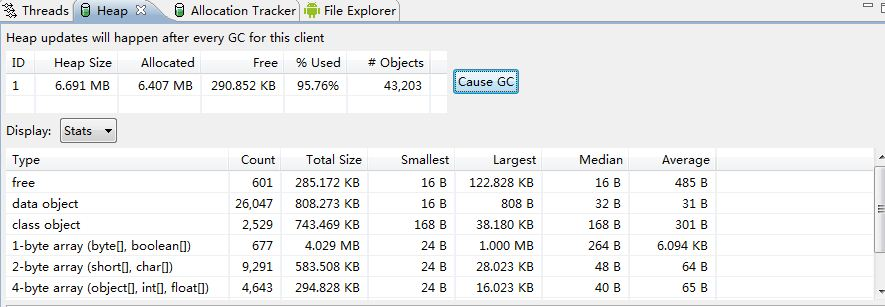 Threads Heap Allocation Tracker File Explorer
Heap updates will happen after every GC for this client
ID Heap Size Allocated Free % Used # Objects
1 6.691 MB 6.407 MB 290.852 KB 95.76% 43,203
Cause GC
Display: Stats
Type Count Total Size Smallest Largest Median Average
free 601 285.172 KB 16 B 122.828 KB 16 B 485 B
data object 26,047 808.273 KB 16 B 808 B 32 B 31 B
class object 2,529 743.469 KB 168 B 38.180 KB 168 B 301 B
1-byte array (byte[], boolean[]) 677 4.029 MB 24 B 1.000 MB 264 B 6.094 KB
2-byte array (short[], char[]) 9,291 583.508 KB 24 B 28.023 KB 48 B 64 B
4-byte array (object[], int[], float[]) 4,643 294.828 KB 24 B 16.023 KB 40 B 65 B